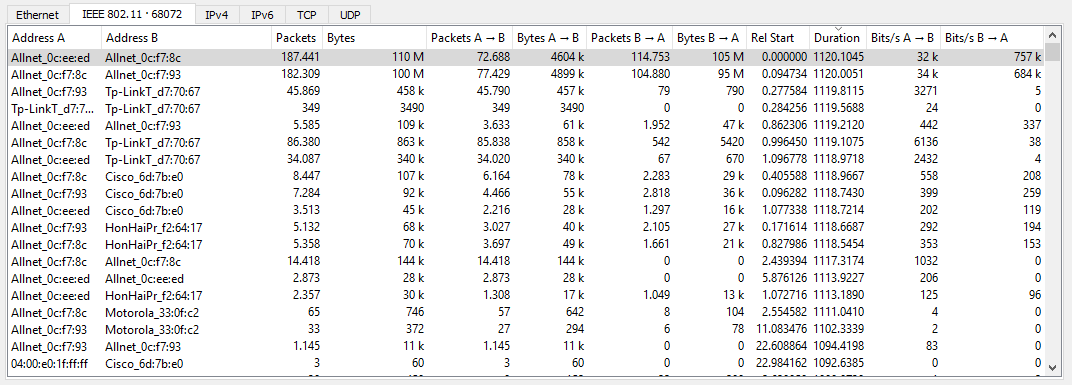 Ethernet IEEE 802.11 · 68072 IPv4 IPv6 TCP UDP
Address A Address B Packets Bytes Packets A → B Bytes A → B Packets B → A Bytes B → A Rel Start Duration Bits/s A → B Bits/s B → A
Allnet_0c:ee:ed Allnet_0c:f7:8c 187.441 110 M 72.688 4604 k 114.753 105 M 0.000000 1120.1045 32 k 757 k
Allnet_0c:ee:ed Allnet_0c:f7:93 182.309 100 M 77.429 4899 k 104.880 95 M 0.094734 1120.0051 34 k 684 k
Allnet_0c:f7:93 Tp-LinkT_d7:70:67 45.869 458 k 45.790 457 k 79 790 0.277584 1119.8115 3271 5
Tp-LinkT_d7:7... Tp-LinkT_d7:70:67 349 3490 349 3490 0 0 0.284256 1119.5688 24 0
Allnet_0c:ee:ed Allnet_0c:f7:93 5.585 109 k 3.633 61 k 1.952 47 k 0.862306 1119.2120 442 337
Allnet_0c:f7:8c Tp-LinkT_d7:70:67 86.380 863 k 85.838 858 k 542 5420 0.996450 1119.1075 6136 38
Allnet_0c:ee:ed Tp-LinkT_d7:70:67 34.087 340 k 34.020 340 k 67 670 1.096778 1118.9718 2432 4
Allnet_0c:f7:8c Cisco_6d:7b:e0 8.447 107 k 6.164 78 k 2.283 29 k 0.405588 1118.9667 558 208
Allnet_0c:f7:93 Cisco_6d:7b:e0 7.284 92 k 4.466 55 k 2.818 36 k 0.096282 1118.7430 399 259
Allnet_0c:ee:ed Cisco_6d:7b:e0 3.513 45 k 2.216 28 k 1.297 16 k 1.077338 1118.7214 202 119
Allnet_0c:f7:93 HonHaiPr_f2:64:17 5.132 68 k 3.027 40 k 2.105 27 k 0.171614 1118.6687 292 194
Allnet_0c:f7:8c HonHaiPr_f2:64:17 5.358 70 k 3.697 49 k 1.661 21 k 0.827986 1118.5454 353 153
Allnet_0c:f7:8c Allnet_0c:f7:8c 14.418 144 k 14.418 144 k 0 0 2.439394 1117.3174 1032 0
Allnet_0c:ee:ed Allnet_0c:ee:ed 2.873 28 k 2.873 28 k 0 0 5.876126 1113.9227 206 0
Allnet_0c:ee:ed HonHaiPr_f2:64:17 2.357 30 k 1.308 17 k 1.049 13 k 1.072716 1113.1890 125 96
Allnet_0c:f7:8c Motorola_33:0f:c2 65 746 57 642 8 104 2.554582 1111.0410 4 0
Allnet_0c:f7:93 Motorola_33:0f:c2 33 372 27 294 6 78 11.083476 1102.3339 2 0
Allnet_0c:f7:93 Allnet_0c:f7:93 1.145 11 k 1.145 11 k 0 0 22.608864 1094.4198 83 0
04:00:e0:1f:ff:ff Cisco_6d:7b:e0 3 60 3 60 0 0 22.984162 1092.6385 0 0